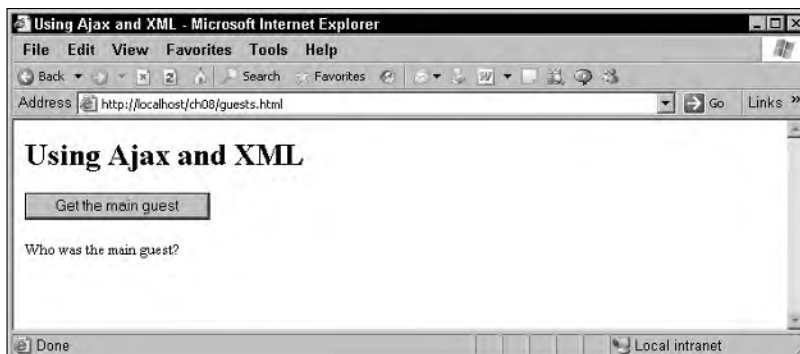 Using Ajax and XML - Microsoft Internet Explorer
File Edit View Favorites Tools Help
Back Search Favorites
Address http://localhost/ch08/guests.html Go Links »
Using Ajax and XML
Get the main guest
Who was the main guest?
Done Local intranet